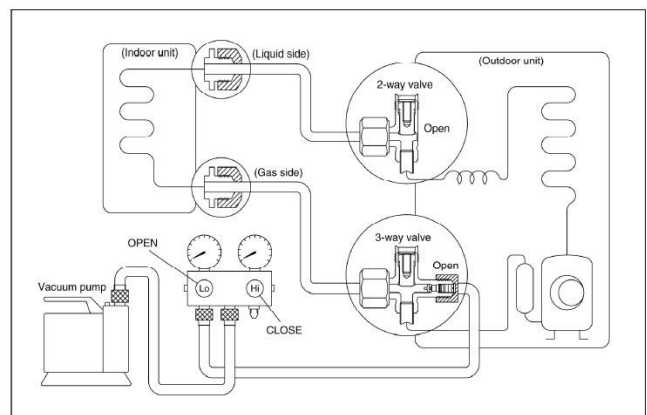 (Indoor unit)
(Liquid side)
(Outdoor unit)
2-way valve
Open
(Gas side)
3-way valve
Open
OPEN
Vacuum pump
Lo
Hi
CLOSE